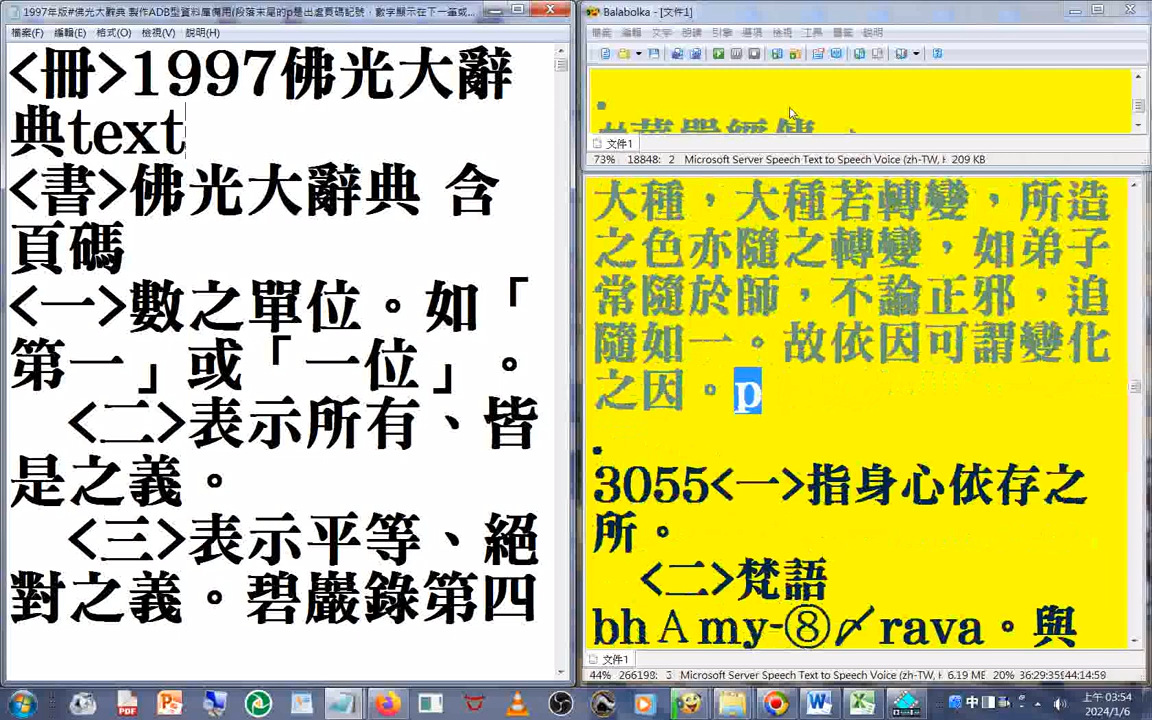 1997年版#佛光大辭典 製作ADB型資料庫備用(段落末尾的p是出處頁碼記號，數字顯示在下一筆或...
檔案(F) 編輯(E) 格式(O) 檢視(V) 說明(H)
<冊>1997佛光大辭
典text
<書>佛光大辭典 含
頁碼
<一>數之單位。如「
第一」或「一位」。
<二>表示所有、皆
是之義。
<三>表示平等、絕
對之義。碧巖錄第四
Balabolka - [文件1]
檔案 編輯 文字 朗讀 引擎 選項 檢視 工具 書籤 說明
#華嚴經傳
文件1
73% 18848: 2 Microsoft Server Speech Text to Speech Voice (zh-TW, H 209 KB
大種，大種若轉變，所造
之色亦隨之轉變，如弟子
常隨於師，不論正邪，追
隨如一。故依因可謂變化
之因。p
3055<一>指身心依存之
所。
<二>梵語
bhＡmy-⑧〆rava。與
文件1
44% 266198: 3 Microsoft Server Speech Text to Speech Voice (zh-TW, H 6.19 ME 20% 36:29:35 44:14:59
中
上午 03:54
2024/1/6